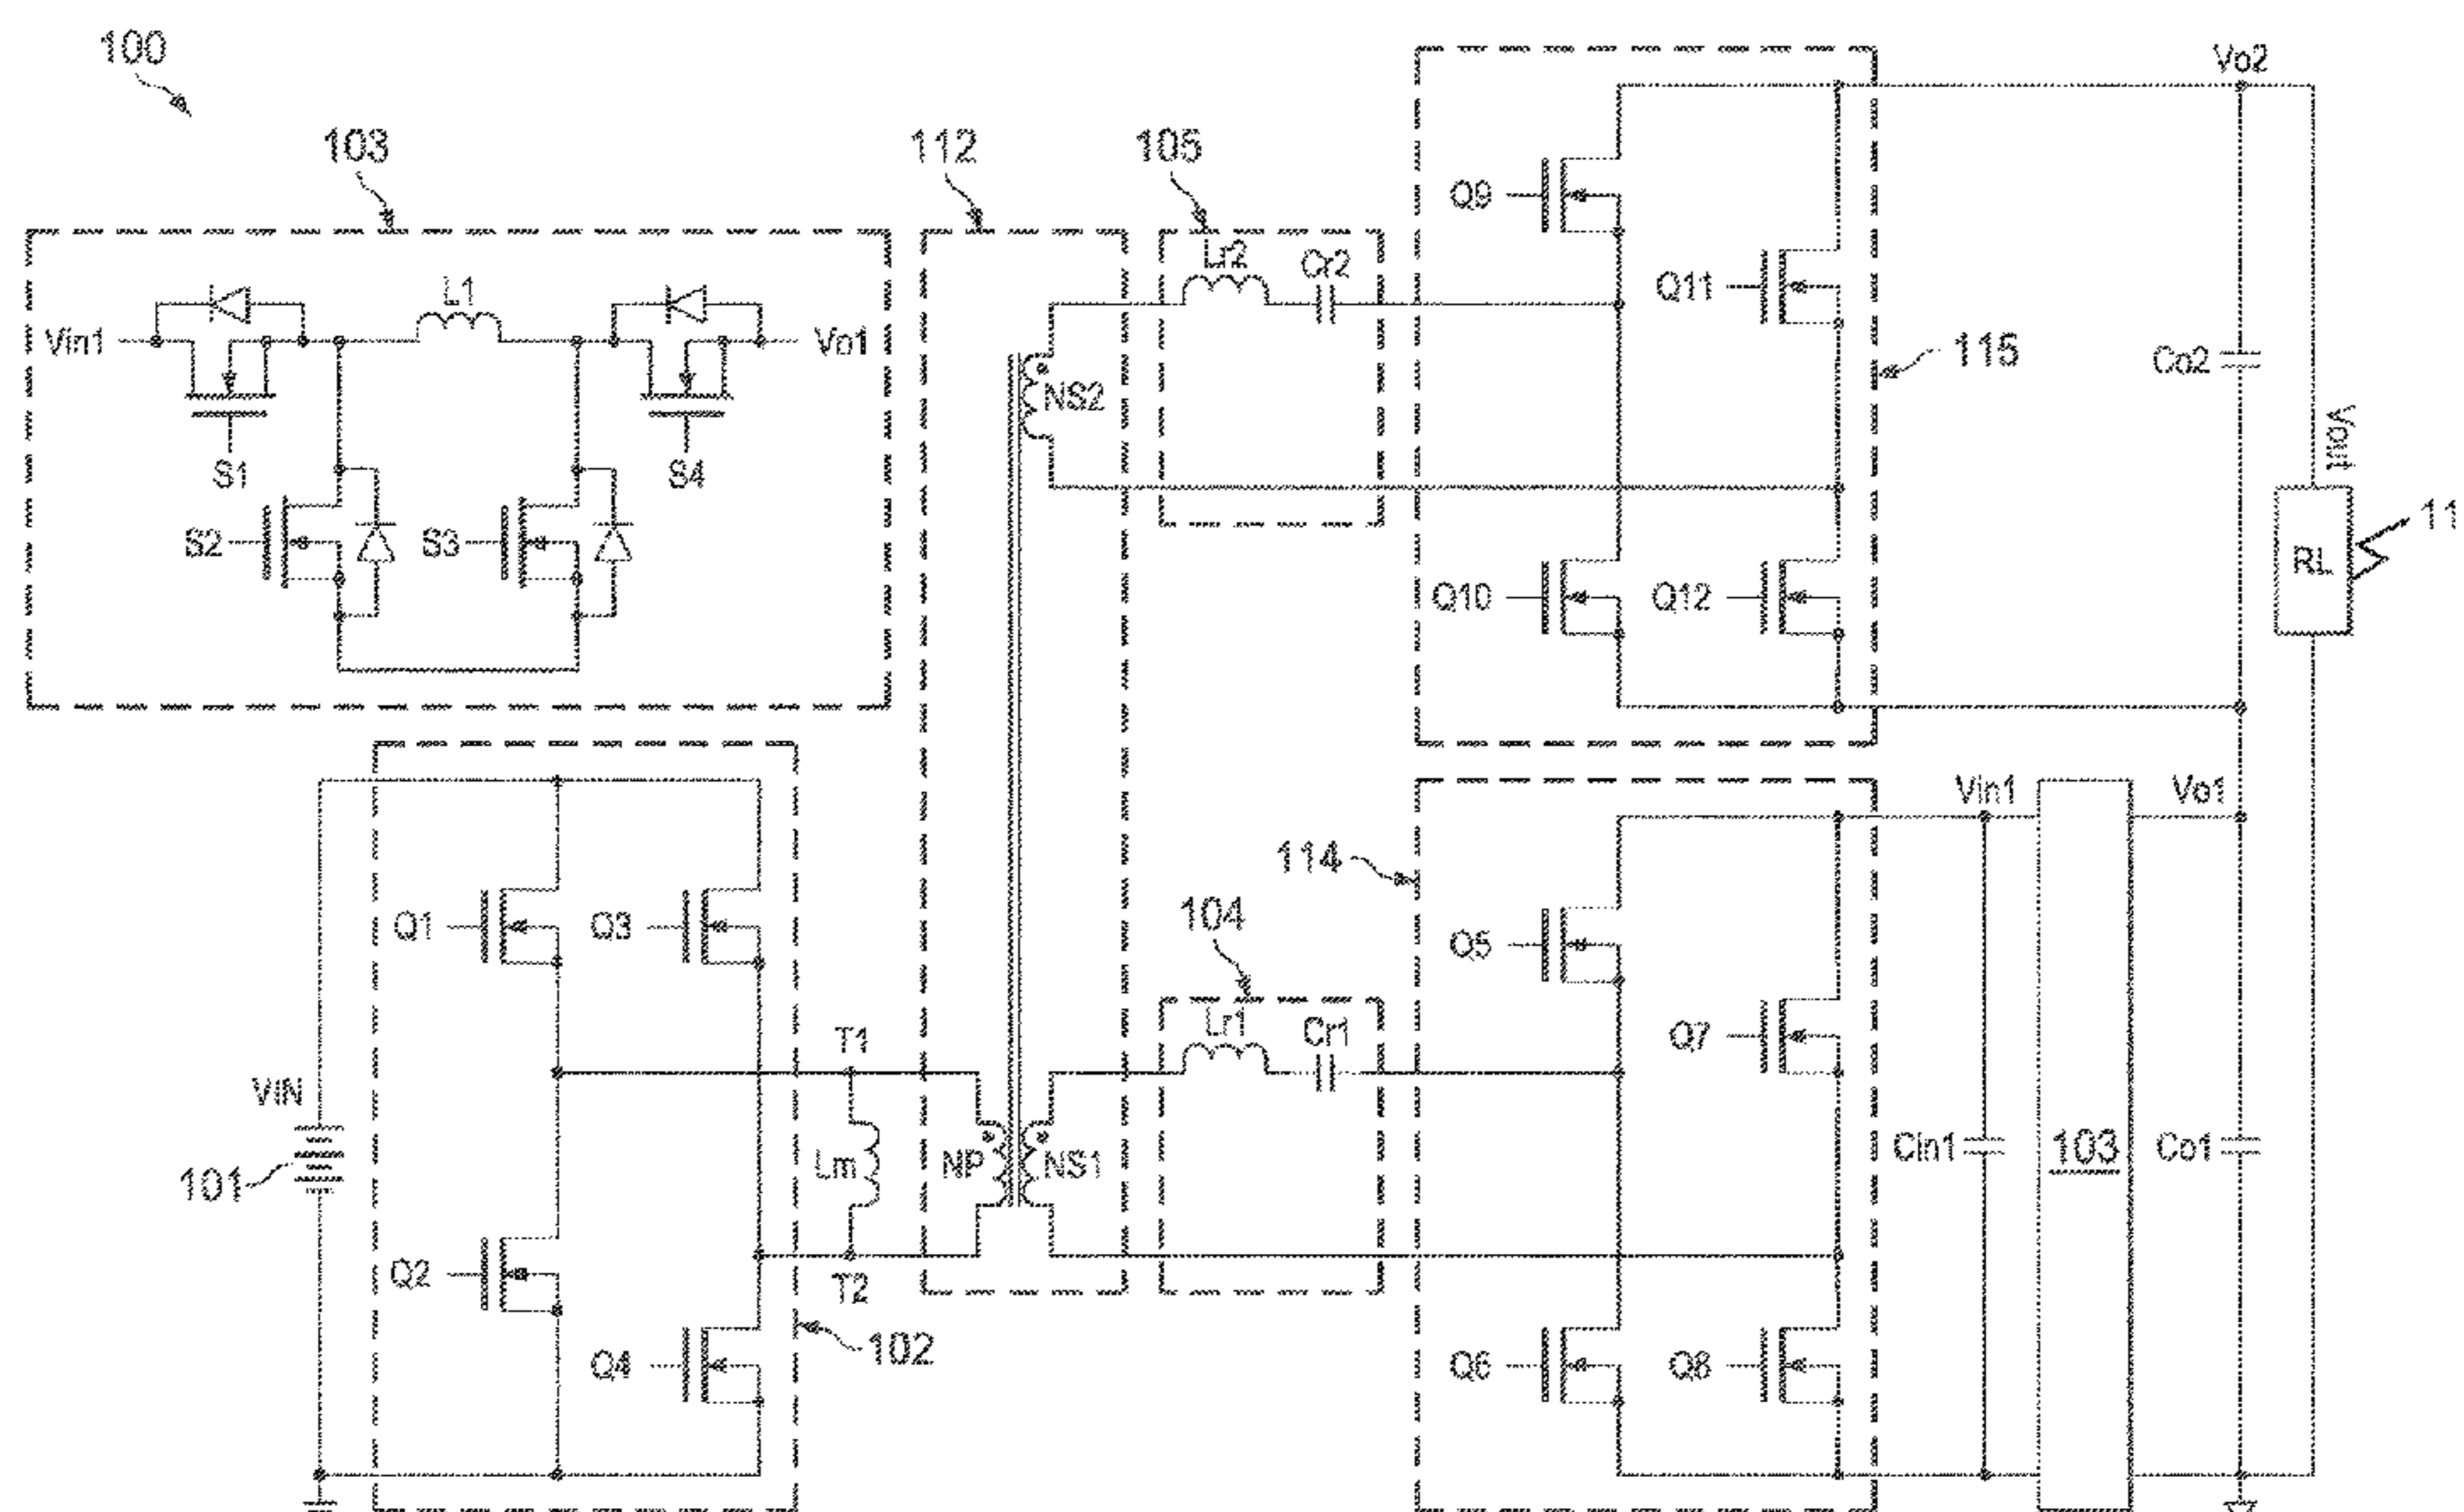 100
Vo2
103
112
105
Q9
Lr2
Cr2
L1
Q11
Vin1
Vo1
115
Co2
NS2
Vout
S1
S4
S2
S3
RL
11
Q10
Q12
Vin1
Vo1
114
104
Q1
Q3
Q5
Lr1
Cr1
T1
Q7
VIN
101
Lm
NP
NS1
Cin1
103
Co1
Q2
T2
102
Q4
Q6
Q8